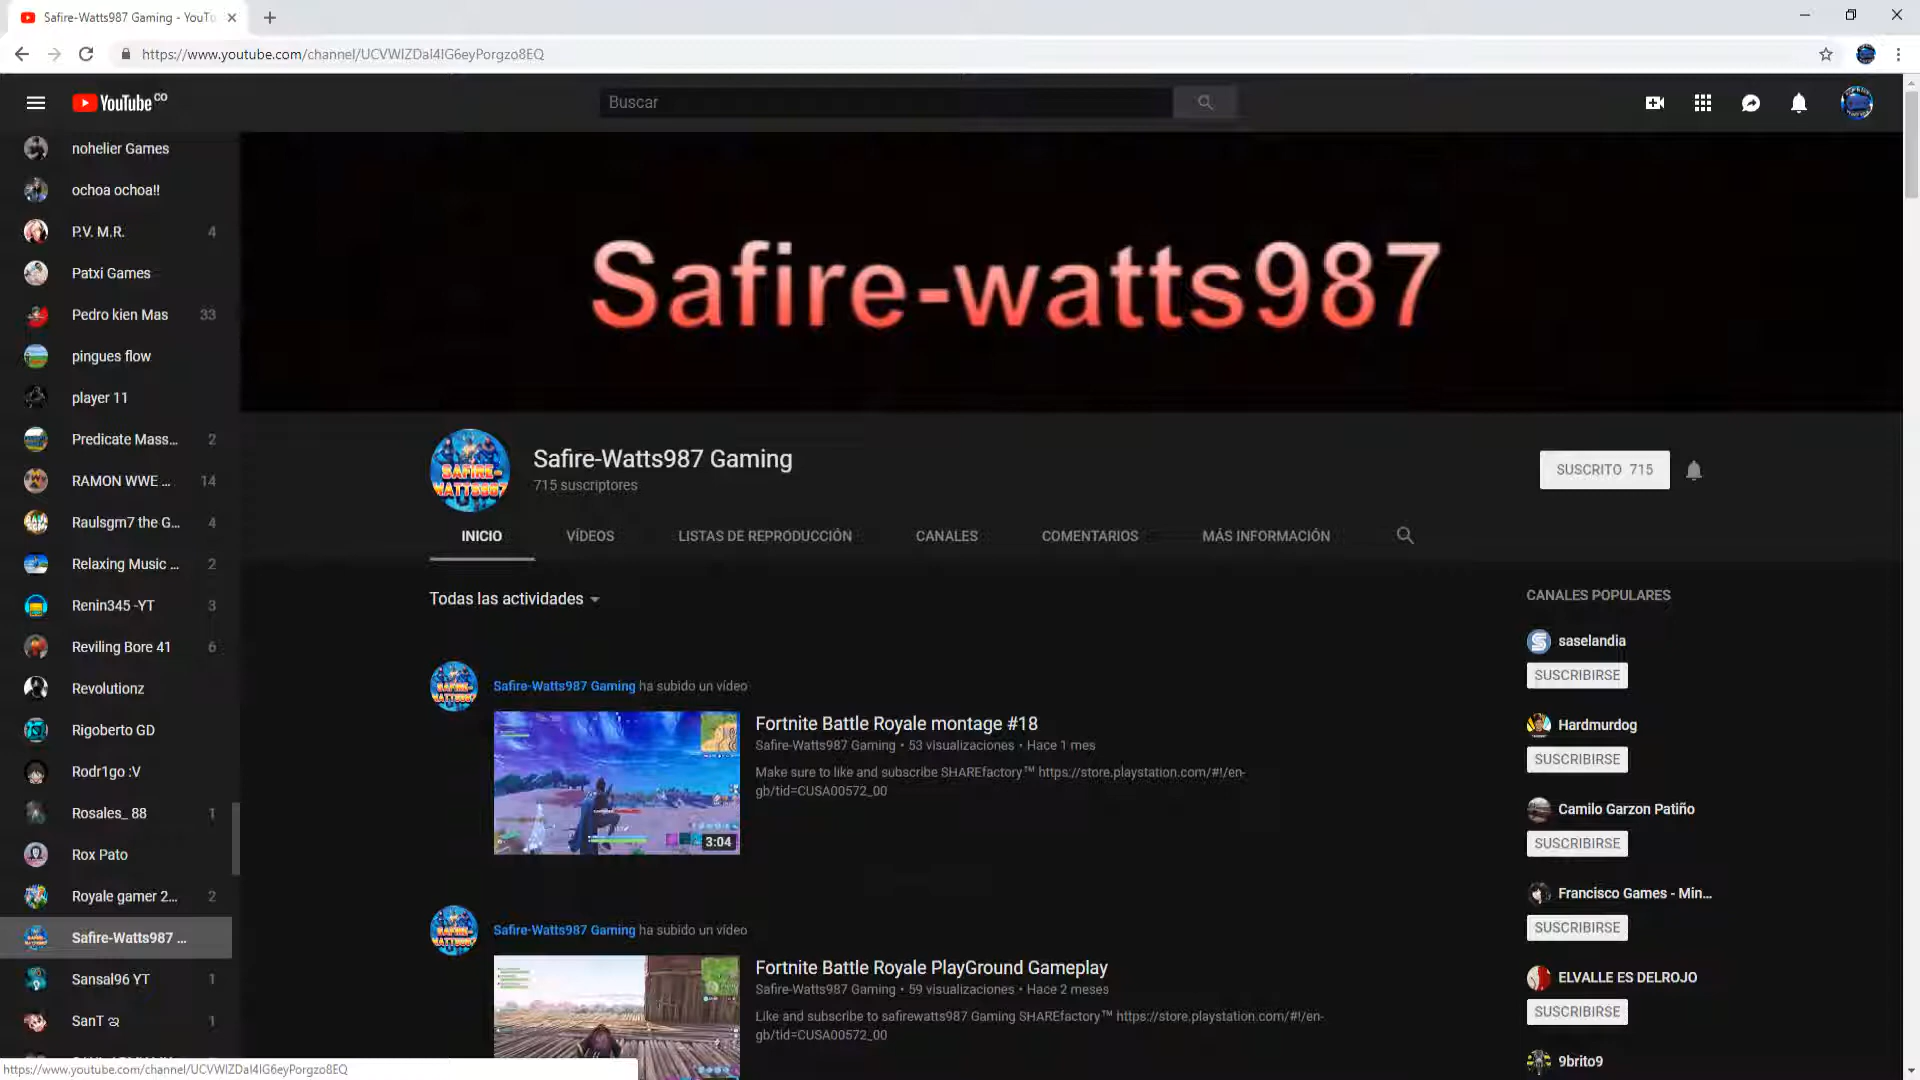 Safire-Watts987 Gaming - YouTu
https://www.youtube.com/channel/UCVWIZDal4IG6eyPorgzo8EQ
YouTube CO
Buscar
nohelier Games
ochoa ochoa!!
P.V. M.R. 4
Patxi Games
Pedro kien Mas 33
pingues flow
player 11
Predicate Mass... 2
RAMON WWE ... 14
Raulsgm7 the G... 4
Relaxing Music ... 2
Renin345 -YT 3
Reviling Bore 41 6
Revolutionz
Rigoberto GD
Rodr1go :V
Rosales_ 88 1
Rox Pato
Royale gamer 2... 2
Safire-Watts987 ...
Sansal96 YT 1
SanT ಇ 1
https://www.youtube.com/channel/UCVWIZDal4IG6eyPorgzo8EQ
Safire-watts987
SAFIRE-
WATTS987
Safire-Watts987 Gaming
715 suscriptores
SUSCRITO 715
INICIO VÍDEOS LISTAS DE REPRODUCCIÓN CANALES COMENTARIOS MÁS INFORMACIÓN
Todas las actividades
Safire-Watts987 Gaming ha subido un vídeo
3:04
Fortnite Battle Royale montage #18
Safire-Watts987 Gaming • 53 visualizaciones • Hace 1 mes
Make sure to like and subscribe SHAREfactory™ https://store.playstation.com/#!/en-
gb/tid=CUSA00572_00
Safire-Watts987 Gaming ha subido un vídeo
Fortnite Battle Royale PlayGround Gameplay
Safire-Watts987 Gaming • 59 visualizaciones • Hace 2 meses
Like and subscribe to safirewatts987 Gaming SHAREfactory™ https://store.playstation.com/#!/en-
gb/tid=CUSA00572_00
CANALES POPULARES
saselandia
SUSCRIBIRSE
Hardmurdog
SUSCRIBIRSE
Camilo Garzon Patiño
SUSCRIBIRSE
Francisco Games - Min...
SUSCRIBIRSE
ELVALLE ES DELROJO
SUSCRIBIRSE
9brito9